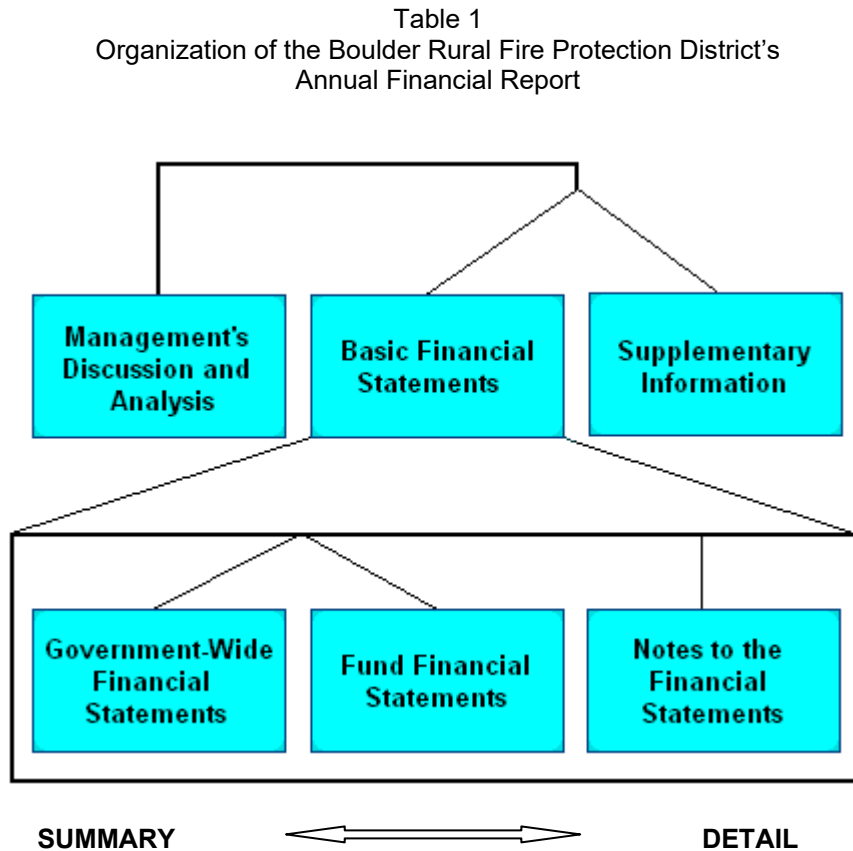 Table 1
Organization of the Boulder Rural Fire Protection District's
Annual Financial Report
Management's
Discussion and
Analysis
Basic Financial
Statements
Supplementary
Information
Government-Wide
Financial
Statements
Fund Financial
Statements
Notes to the
Financial
Statements
SUMMARY
DETAIL